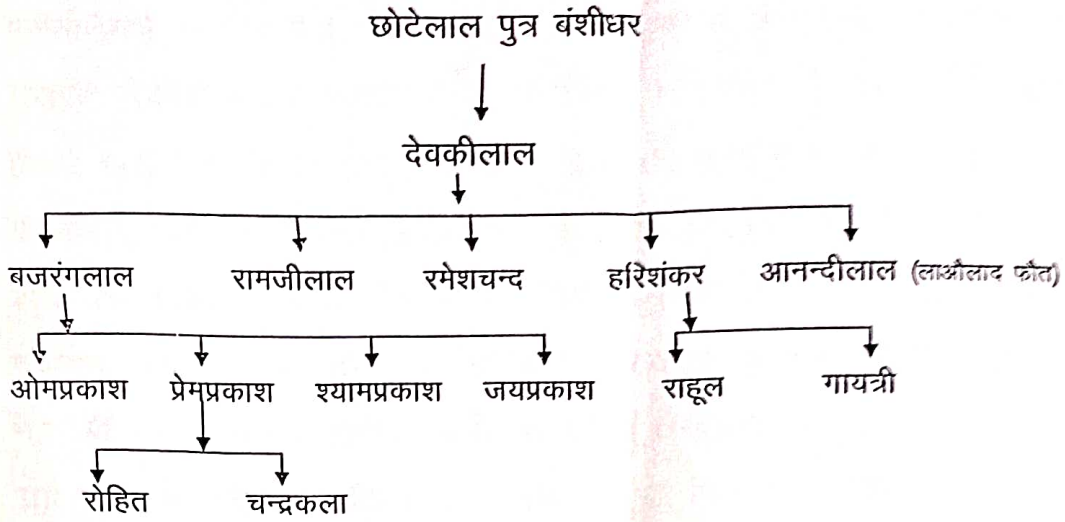 छोटेलाल पुत्र बंशीधर
देवकीलाल
बजरंगलाल रामजीलाल रमेशचन्द हरिशंकर आनन्दीलाल (लाऔलाद फौत)
ओमप्रकाश प्रेमप्रकाश श्यामप्रकाश जयप्रकाश राहूल गायत्री
रोहित चन्द्रकला